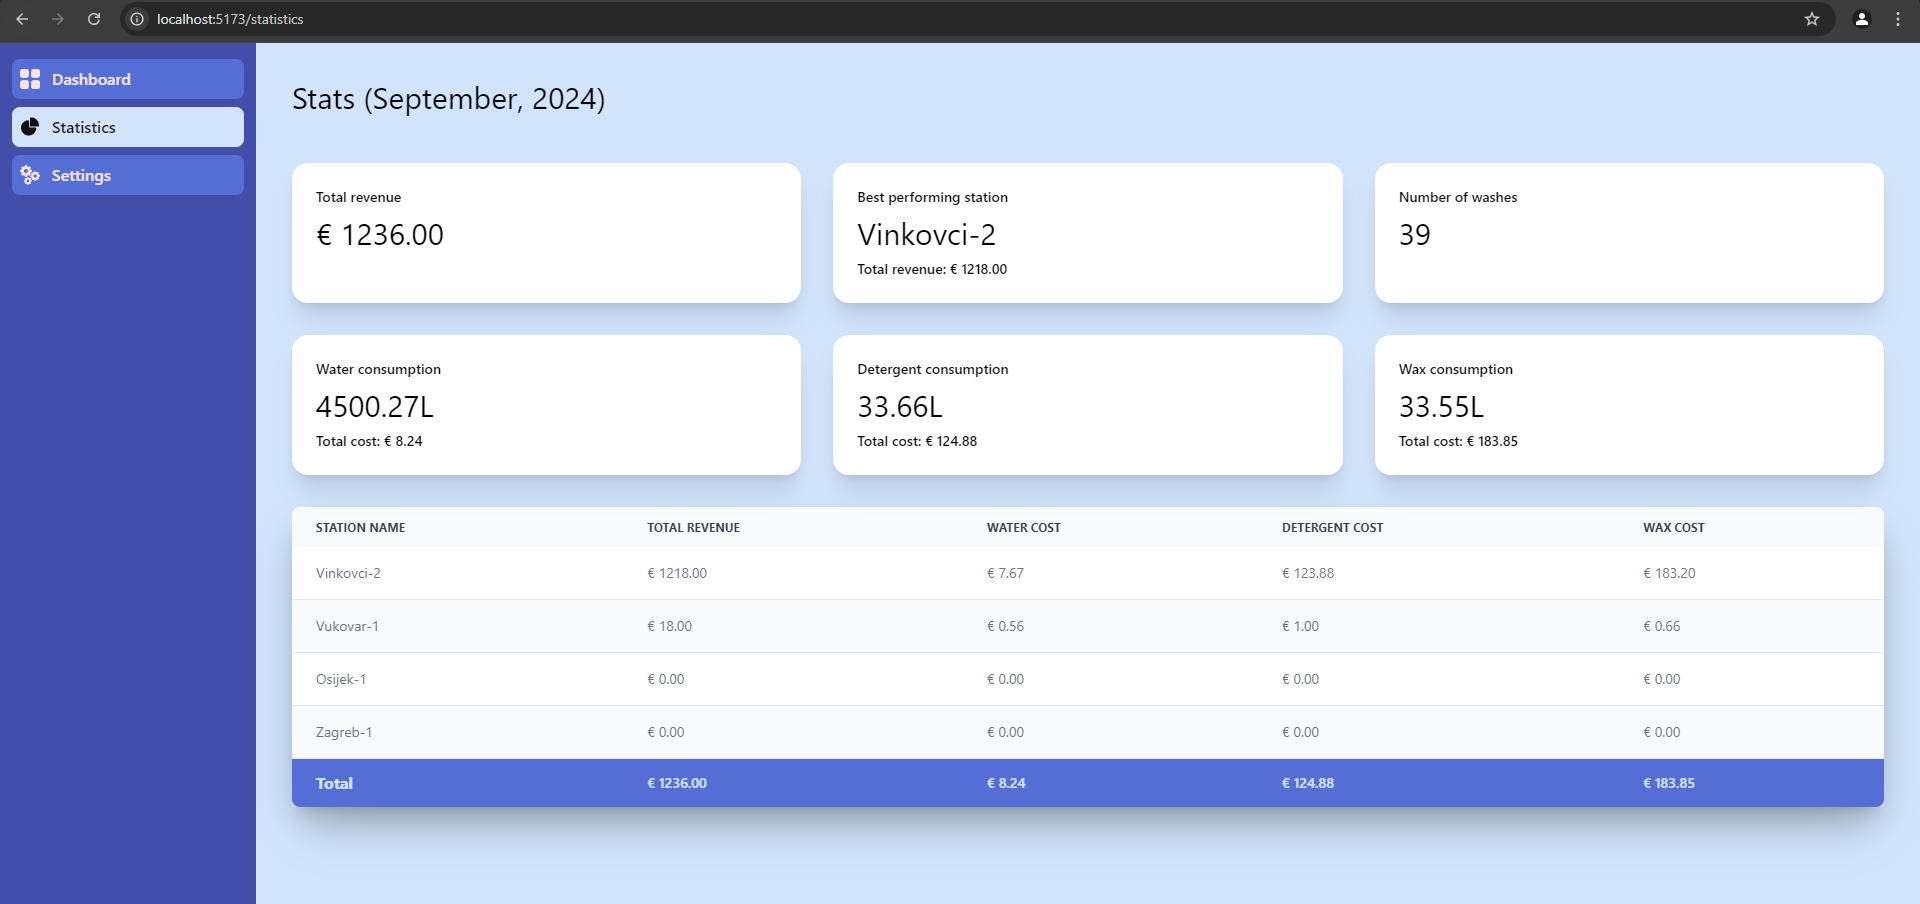 localhost:5173/statistics
Dashboard
Statistics
Settings
Stats (September, 2024)
Total revenue
€ 1236.00
Best performing station
Vinkovci-2
Total revenue: € 1218.00
Number of washes
39
Water consumption
4500.27L
Total cost: € 8.24
Detergent consumption
33.66L
Total cost: € 124.88
Wax consumption
33.55L
Total cost: € 183.85
STATION NAME TOTAL REVENUE WATER COST DETERGENT COST WAX COST
Vinkovci-2 € 1218.00 € 7.67 € 123.88 € 183.20
Vukovar-1 € 18.00 € 0.56 € 1.00 € 0.66
Osijek-1 € 0.00 € 0.00 € 0.00 € 0.00
Zagreb-1 € 0.00 € 0.00 € 0.00 € 0.00
Total € 1236.00 € 8.24 € 124.88 € 183.85